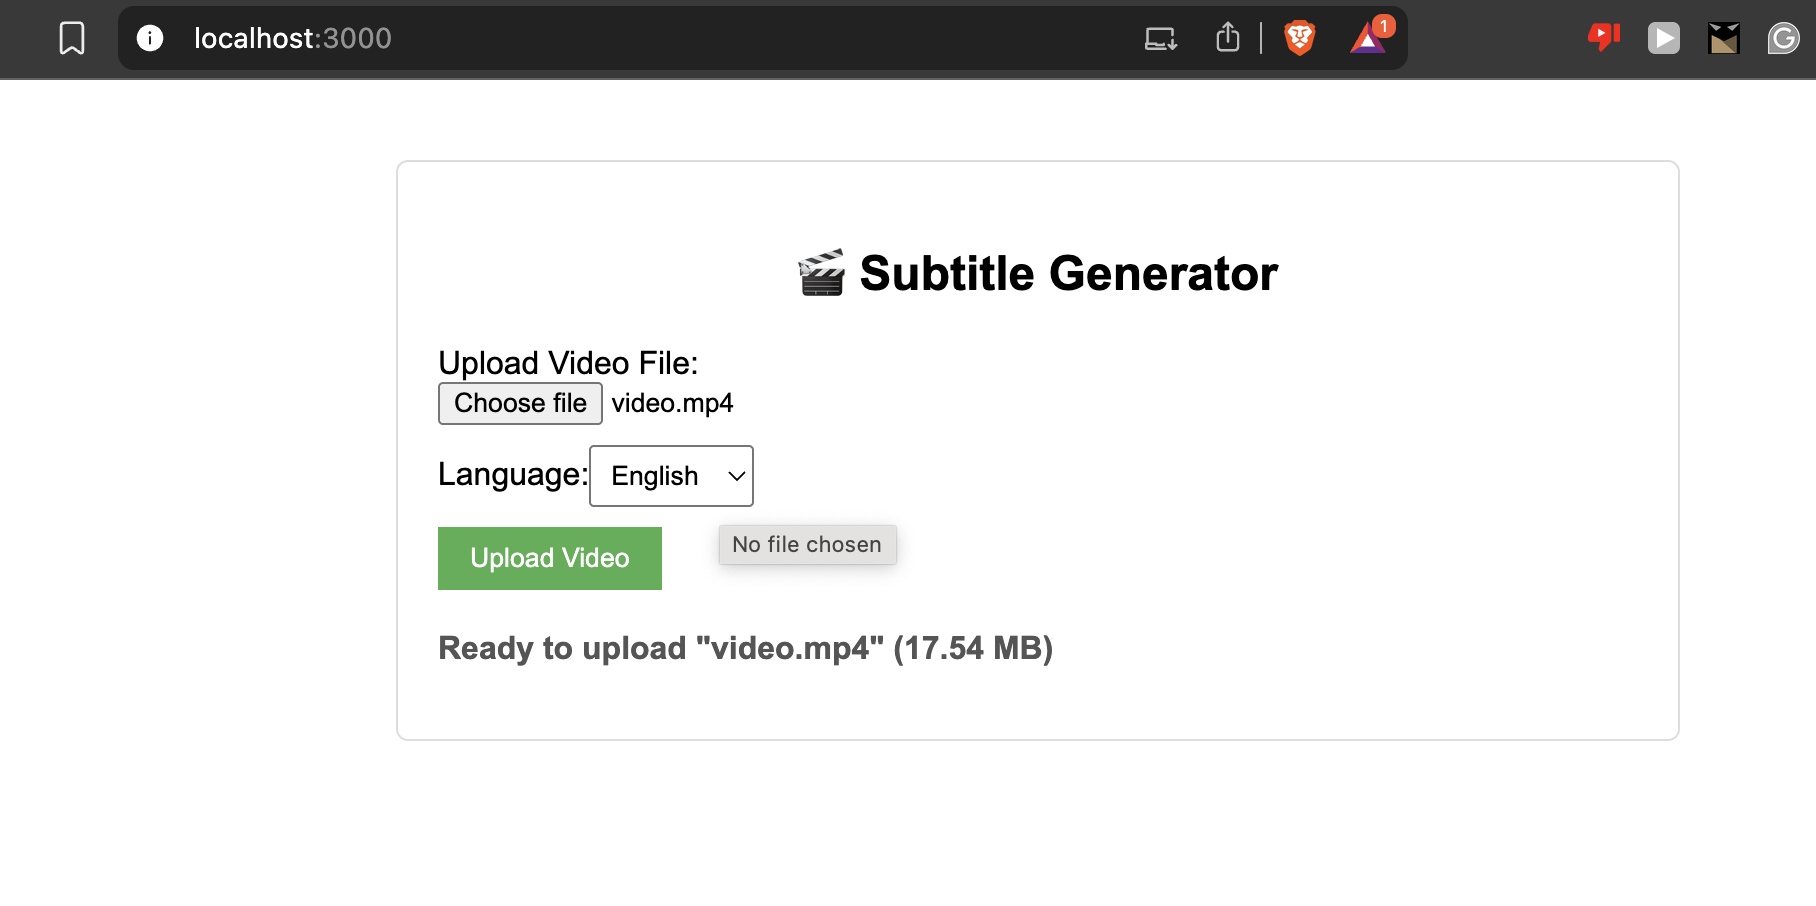 localhost:3000
1
🎬 Subtitle Generator
Upload Video File:
Choose file video.mp4
Language: English
Upload Video
No file chosen
Ready to upload "video.mp4" (17.54 MB)